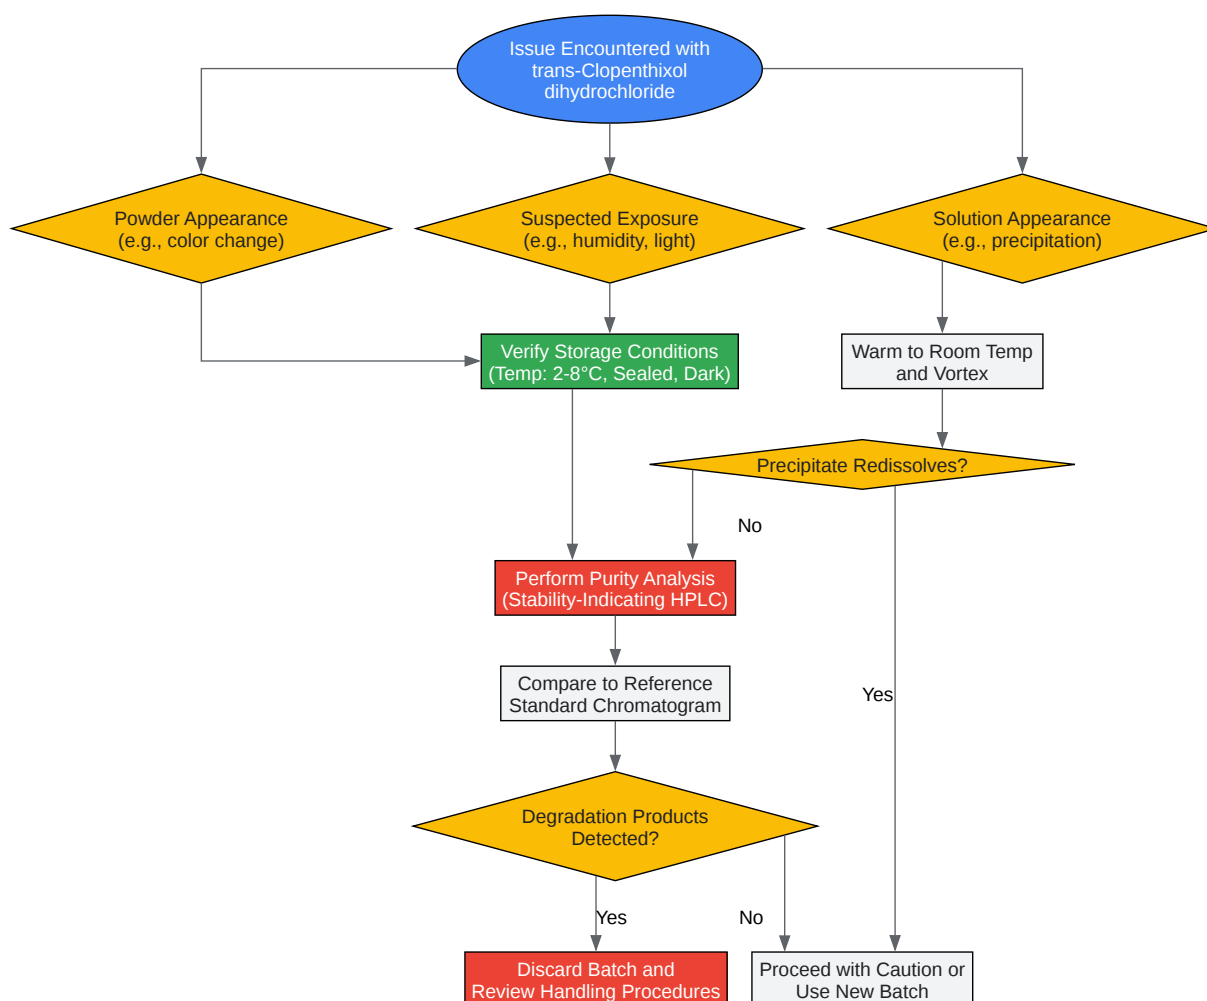 Issue Encountered with
trans-Clopenthixol
dihydrochloride
Powder Appearance
(e.g., color change)
Suspected Exposure
(e.g., humidity, light)
Solution Appearance
(e.g., precipitation)
Verify Storage Conditions
(Temp: 2-8°C, Sealed, Dark)
Warm to Room Temp
and Vortex
Precipitate Redissolves?
No
Perform Purity Analysis
(Stability-Indicating HPLC)
Compare to Reference
Standard Chromatogram
Yes
Degradation Products
Detected?
Yes
No
Discard Batch and
Review Handling Procedures
Proceed with Caution or
Use New Batch